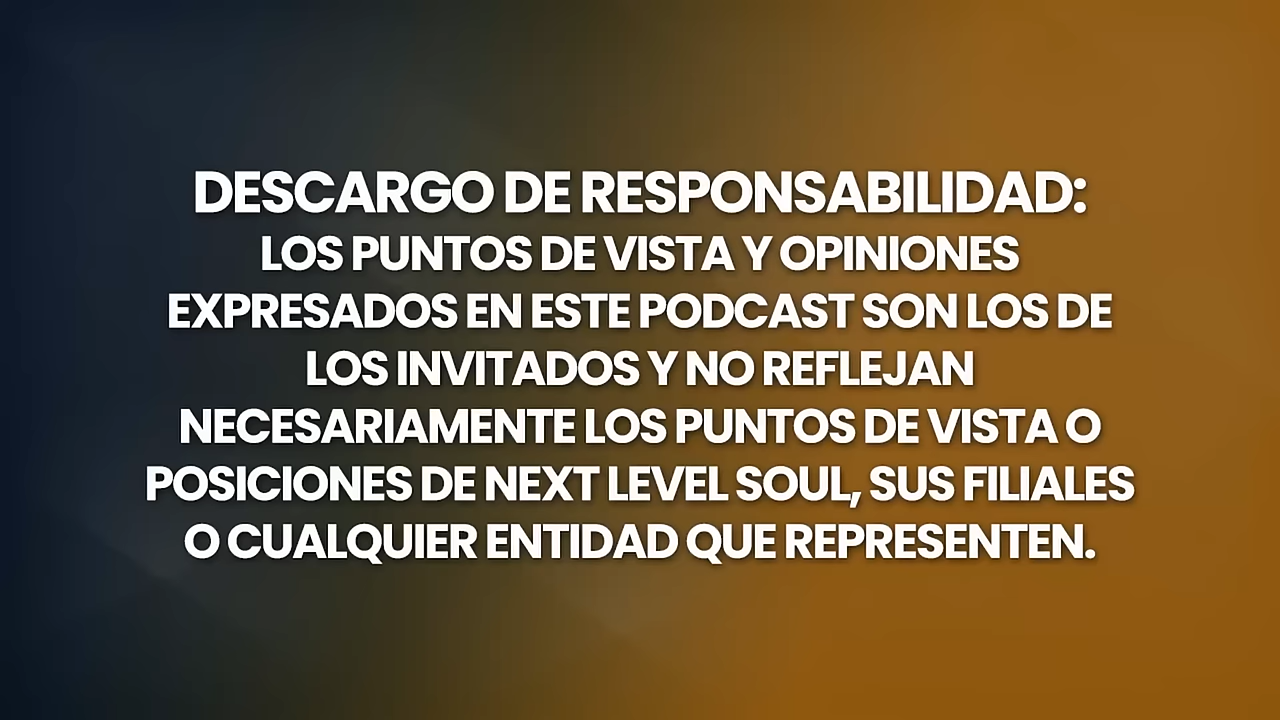 DESCARGO DE RESPONSABILIDAD:
LOS PUNTOS DE VISTA Y OPINIONES
EXPRESADOS EN ESTE PODCAST SON LOS DE
LOS INVITADOS Y NO REFLEJAN
NECESARIAMENTE LOS PUNTOS DE VISTA O
POSICIONES DE NEXT LEVEL SOUL, SUS FILIALES
O CUALQUIER ENTIDAD QUE REPRESENTEN.